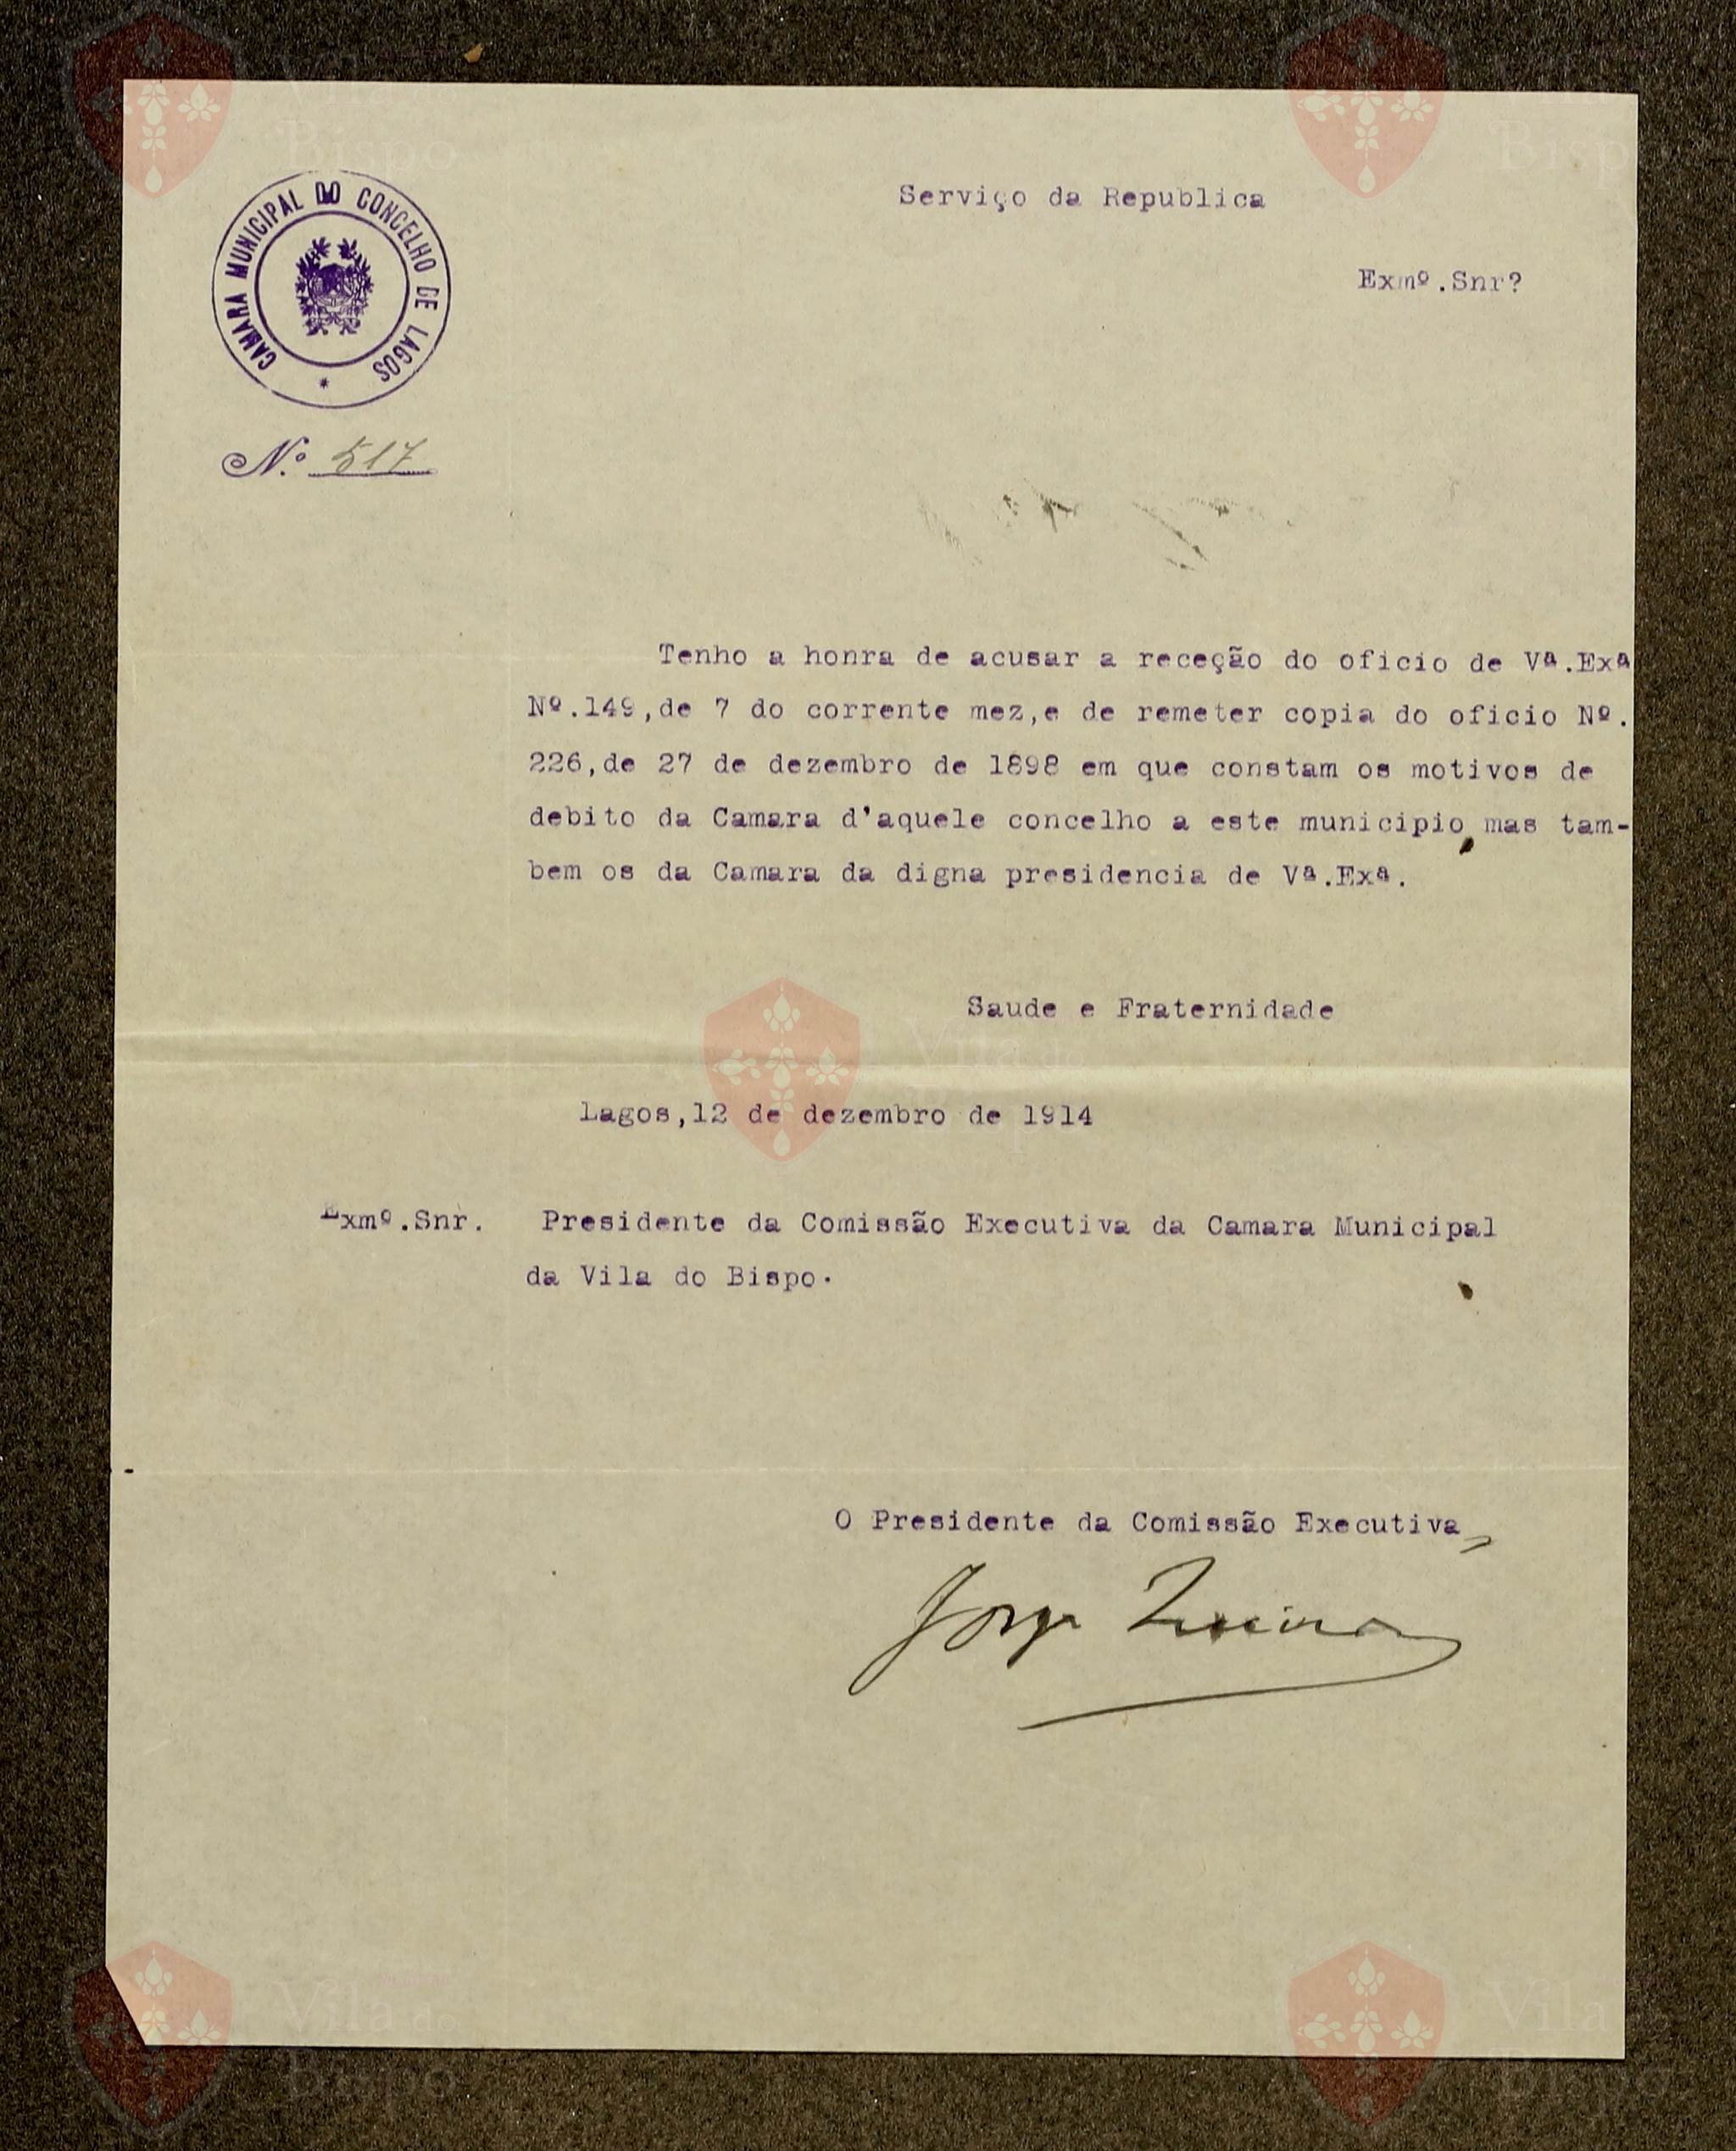 Serviço da Republica
CAMARA MUNICIPAL DO CONCELHO DE LAGOS
Exmº.Snr?
Nº 517
Tenho a honra de acusar a receção do oficio de Vª.Exª
Nº.149,de 7 do corrente mez,e de remeter copia do oficio Nº.
226,de 27 de dezembro de 1898 em que constam os motivos de
debito da Camara d'aquele concelho a este municipio mas tam-
bem os da Camara da digna presidencia de Vª.Exª.
Saude e Fraternidade
Lagos,12 de dezembro de 1914
Exmº.Snr. Presidente da Comissão Executiva da Camara Municipal
da Vila do Bispo.
O Presidente da Comissão Executiva,
Jorge
Vila do
Bispo